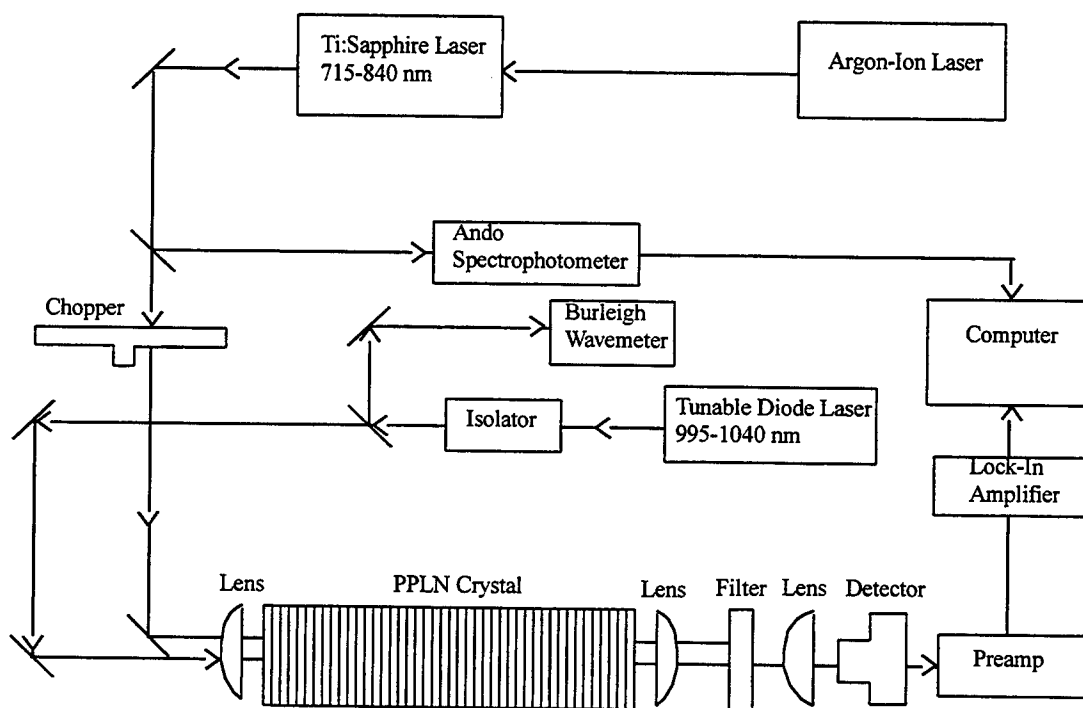 Ti:Sapphire Laser
715-840 nm
Argon-Ion Laser
Ando
Spectrophotometer
Chopper
Burleigh
Wavemeter
Computer
Isolator
Tunable Diode Laser
995-1040 nm
Lock-In
Amplifier
Lens
PPLN Crystal
Lens
Filter
Lens
Detector
Preamp